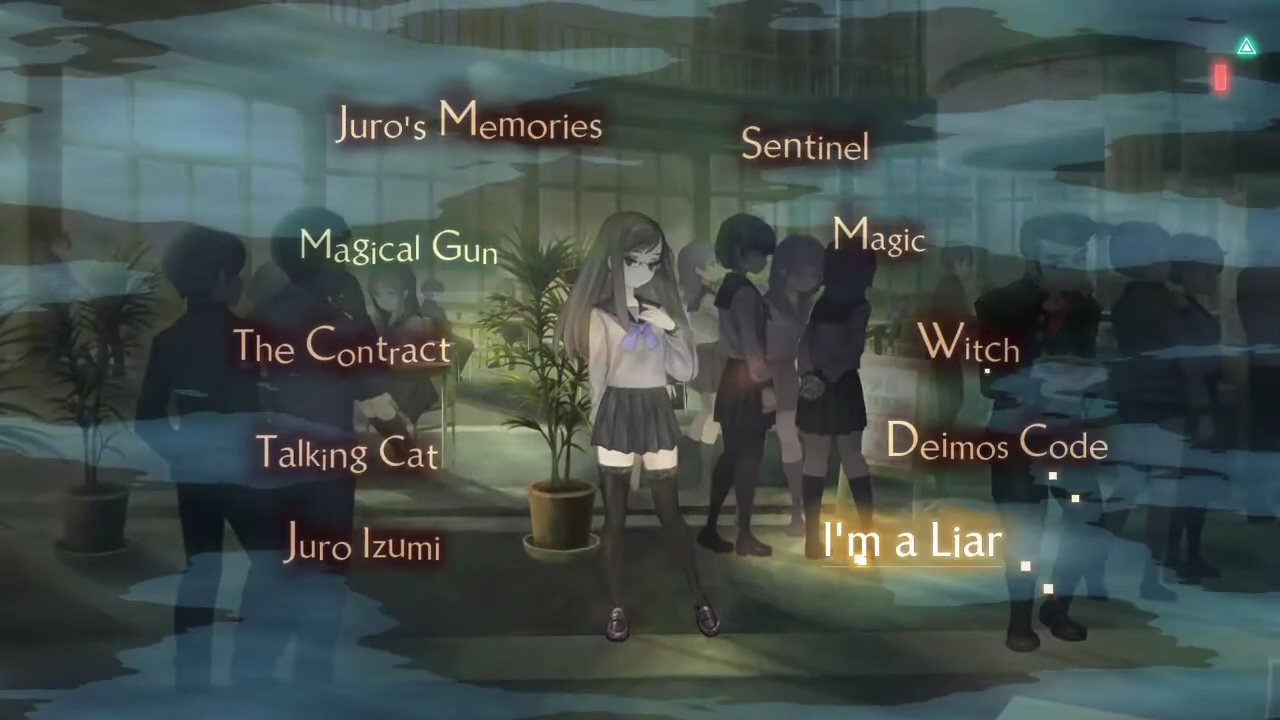 Juro's Memories
Sentinel
Magical Gun
Magic
The Contract
Witch
Talking Cat
Deimos Code
Juro Izumi
I'm a Liar